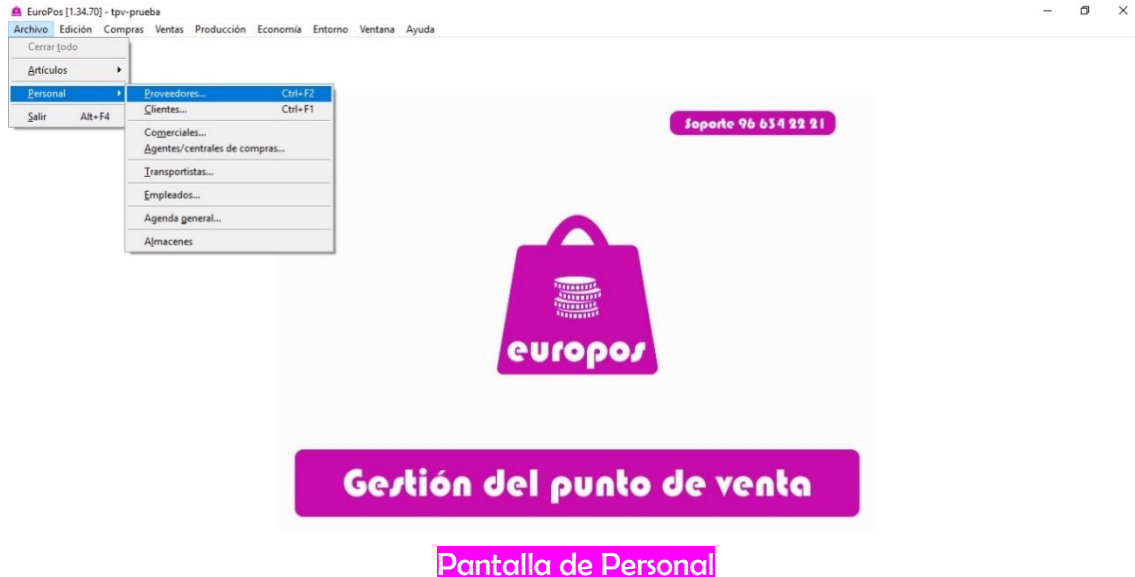 EuroPos [1.34.70] - tpv-prueba
Archivo Edición Compras Ventas Producción Economía Entorno Ventana Ayuda
Cerrar todo
Artículos
Personal
Salir Alt+F4
Proveedores... Ctrl+F2
Clientes... Ctrl+F1
Comerciales...
Agentes/centrales de compras...
Transportistas...
Empleados...
Agenda general...
Almacenes
Soporte 96 634 22 21
europos
Gestión del punto de venta
Pantalla de Personal